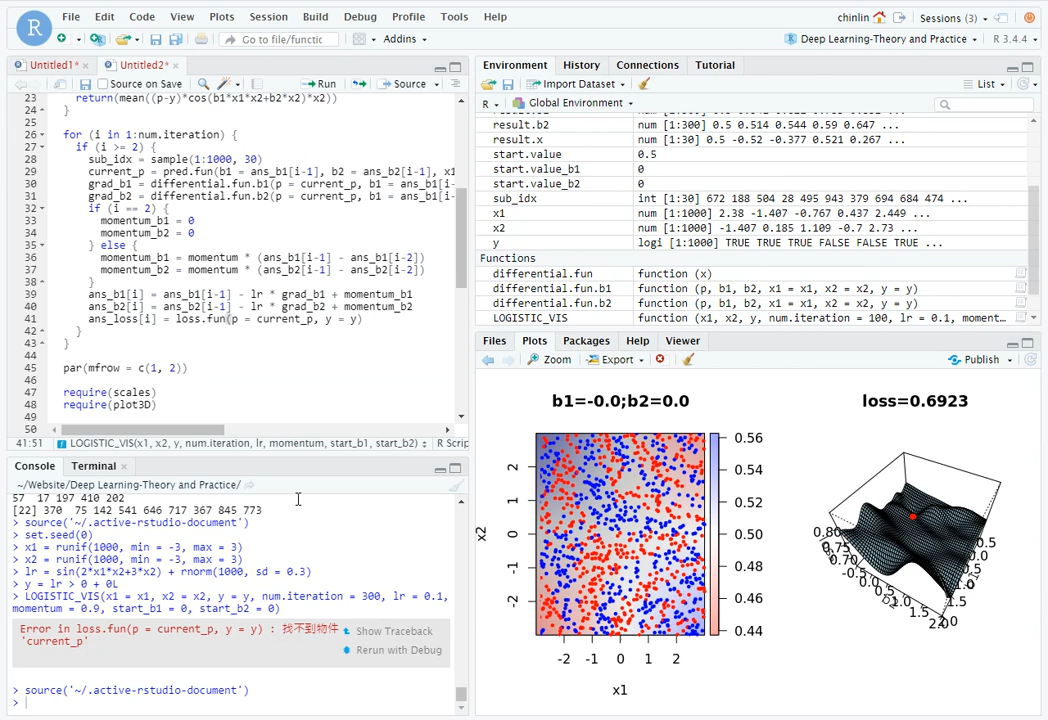 R
File Edit Code View Plots Session Build Debug Profile Tools Help
chinlin
Sessions (3)
Go to file/functic
Addins
Deep Learning-Theory and Practice
R 3.4.4
Untitled1*
Untitled2*
Source on Save
Run
Source
23 return(mean((p-y)*cos(b1*x1*x2+b2*x2)*x2))
24 }
25
26 for (i in 1:num.iteration) {
27 if (i >= 2) {
28 sub_idx = sample(1:1000, 30)
29 current_p = pred.fun(b1 = ans_b1[i-1], b2 = ans_b2[i-1], x1
30 grad_b1 = differential.fun.b1(p = current_p, b1 = ans_b1[i-
31 grad_b2 = differential.fun.b2(p = current_p, b1 = ans_b1[i-
32 if (i == 2) {
33 momentum_b1 = 0
34 momentum_b2 = 0
35 } else {
36 momentum_b1 = momentum * (ans_b1[i-1] - ans_b1[i-2])
37 momentum_b2 = momentum * (ans_b2[i-1] - ans_b2[i-2])
38 }
39 ans_b1[i] = ans_b1[i-1] - lr * grad_b1 + momentum_b1
40 ans_b2[i] = ans_b2[i-1] - lr * grad_b2 + momentum_b2
41 ans_loss[i] = loss.fun(p = current_p, y = y)
42 }
43 }
44
45 par(mfrow = c(1, 2))
46
47 require(scales)
48 require(plot3D)
49
50
41:51 LOGISTIC_VIS(x1, x2, y, num.iteration, lr, momentum, start_b1, start_b2) R Scrip
Console Terminal
~/Website/Deep Learning-Theory and Practice/
57 17 197 410 202
[22] 370 75 142 541 646 717 367 845 773
> source('~/.active-rstudio-document')
> set.seed(0)
> x1 = runif(1000, min = -3, max = 3)
> x2 = runif(1000, min = -3, max = 3)
> lr = sin(2*x1*x2+3*x2) + rnorm(1000, sd = 0.3)
> y = lr > 0 + 0L
> LOGISTIC_VIS(x1 = x1, x2 = x2, y = y, num.iteration = 300, lr = 0.1,
momentum = 0.9, start_b1 = 0, start_b2 = 0)
Error in loss.fun(p = current_p, y = y) : 找不到物件
'current_p'
Show Traceback
Rerun with Debug
> source('~/.active-rstudio-document')
>
Environment History Connections Tutorial
Import Dataset
List
R
Global Environment
result.b2 num [1:300] 0.5 0.514 0.544 0.59 0.647 ...
result.x num [1:30] 0.5 -0.52 -0.377 0.521 0.267 ...
start.value 0.5
start.value_b1 0
start.value_b2 0
sub_idx int [1:30] 672 188 504 28 495 943 379 694 684 474 ...
x1 num [1:1000] 2.38 -1.407 -0.767 0.437 2.449 ...
x2 num [1:1000] -1.407 0.185 1.109 -0.7 2.73 ...
y logi [1:1000] TRUE TRUE TRUE FALSE FALSE TRUE ...
Functions
differential.fun function (x)
differential.fun.b1 function (p, b1, b2, x1 = x1, x2 = x2, y = y)
differential.fun.b2 function (p, b1, b2, x1 = x1, x2 = x2, y = y)
LOGISTIC_VIS function (x1, x2, y, num.iteration = 100, lr = 0.1, moment...
Files Plots Packages Help Viewer
Zoom
Export
Publish
b1=-0.0;b2=0.0
loss=0.6923
2
1
0
-1
-2
x2
-2 -1 0 1 2
x1
0.56
0.54
0.52
0.50
0.48
0.46
0.44
0.80
0.75
0.70
-0.5
0.0
0.5
1.0
1.5
2.0